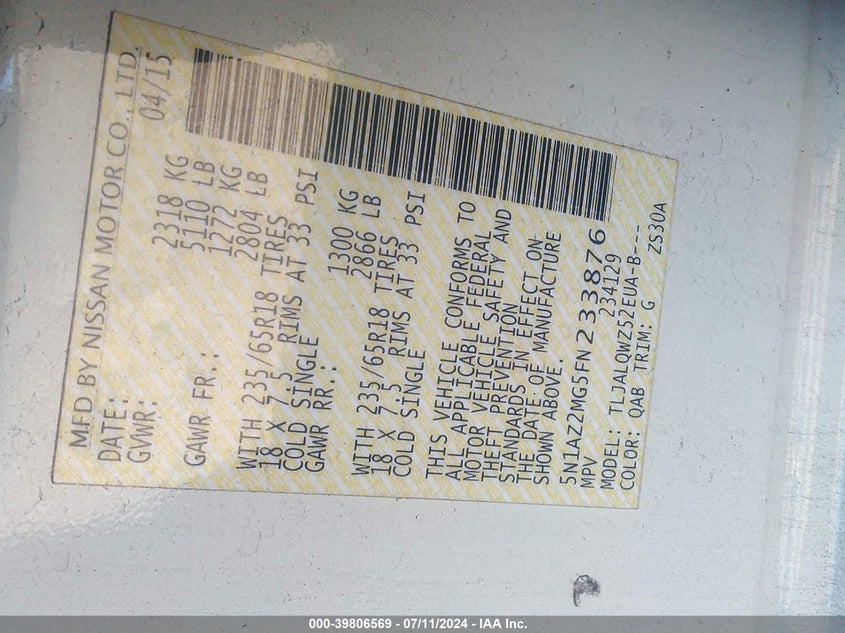 MFD BY NISSAN MOTOR CO., LTD.
DATE: 04/15
GVWR: 2318 KG
5110 LB
GAWR FR.: 1272 KG
2804 LB
WITH 235/65R18 TIRES
18 X 7.5 RIMS AT 33 PSI
COLD SINGLE
GAWR RR.: 1300 KG
2866 LB
WITH 235/65R18 TIRES
18 X 7.5 RIMS AT 33 PSI
COLD SINGLE
THIS VEHICLE CONFORMS TO
ALL APPLICABLE FEDERAL
MOTOR VEHICLE SAFETY AND
THEFT PREVENTION
STANDARDS IN EFFECT ON
THE DATE OF MANUFACTURE
SHOWN ABOVE.
5N1AZ2MG5FN233876
MPV 234129
MODEL: TLJALQWZ52EUA-B---
COLOR: QAB TRIM: G ZS30A
000-39806569 - 07/11/2024 - IAA Inc.